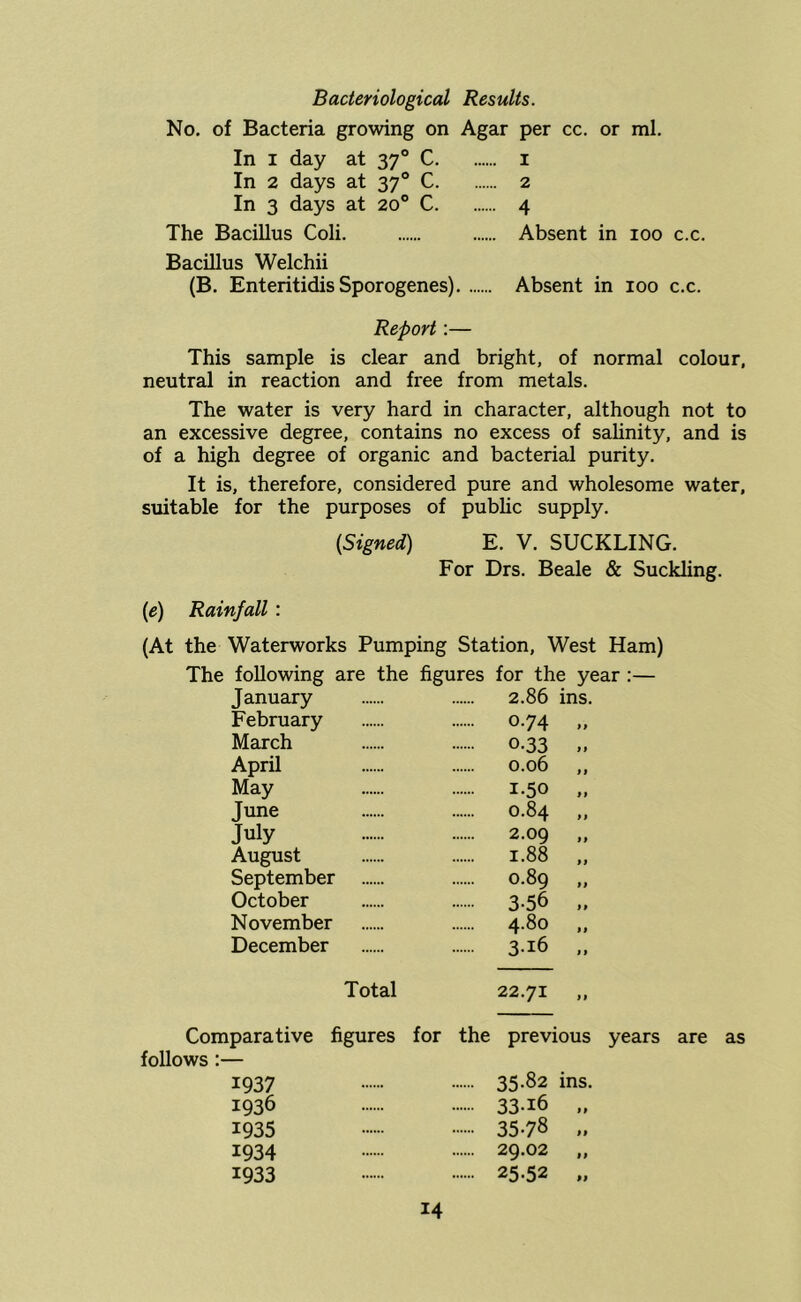 Bacteriological Results.
No. of Bacteria growing on Agar per cc. or ml.
In 1 day at 37° C. ...... 1
In 2 days at 37° C. ...... 2
In 3 days at 20° C. ...... 4
The Bacillus Coli. ...... ...... Absent in 100 c.c.
Bacillus Welchii
(B. Enteritidis Sporogenes). ...... Absent in 100 c.c.
Report :—
This sample is clear and bright, of normal colour,
neutral in reaction and free from metals.
The water is very hard in character, although not to
an excessive degree, contains no excess of salinity, and is
of a high degree of organic and bacterial purity.
It is, therefore, considered pure and wholesome water,
suitable for the purposes of public supply.
(Signed) E. V. SUCKLING.
For Drs. Beale & Suckling.
(e) Rainfall :
(At the Waterworks Pumping Station, West Ham)
The following are the figures for the year :—
January ...... ...... 2.86 ins.
February ...... ...... 0.74 ,,
March ...... ...... 0.33 ,,
April ...... ...... 0.06 ,,
May ...... ...... 1.50 ,,
June ...... ...... 0.84 ,,
July ...... ...... 2.09 ,,
August ...... ...... 1.88 ,,
September ...... ...... 0.89 ,,
October ...... ...... 3.56 ,,
November ...... ...... 4.80 ,,
December ...... ...... 3.16 ,,
Total 22.71 ,,
Comparative figures for the previous years are as
follows :—
1937 ...... ...... 35.82 ins.
1936 ...... ...... 33.16 ,,
1935 ...... ...... 35.78 ,,
1934 ...... ...... 29.02 ,,
1933 ...... ...... 25.52 ,,
14